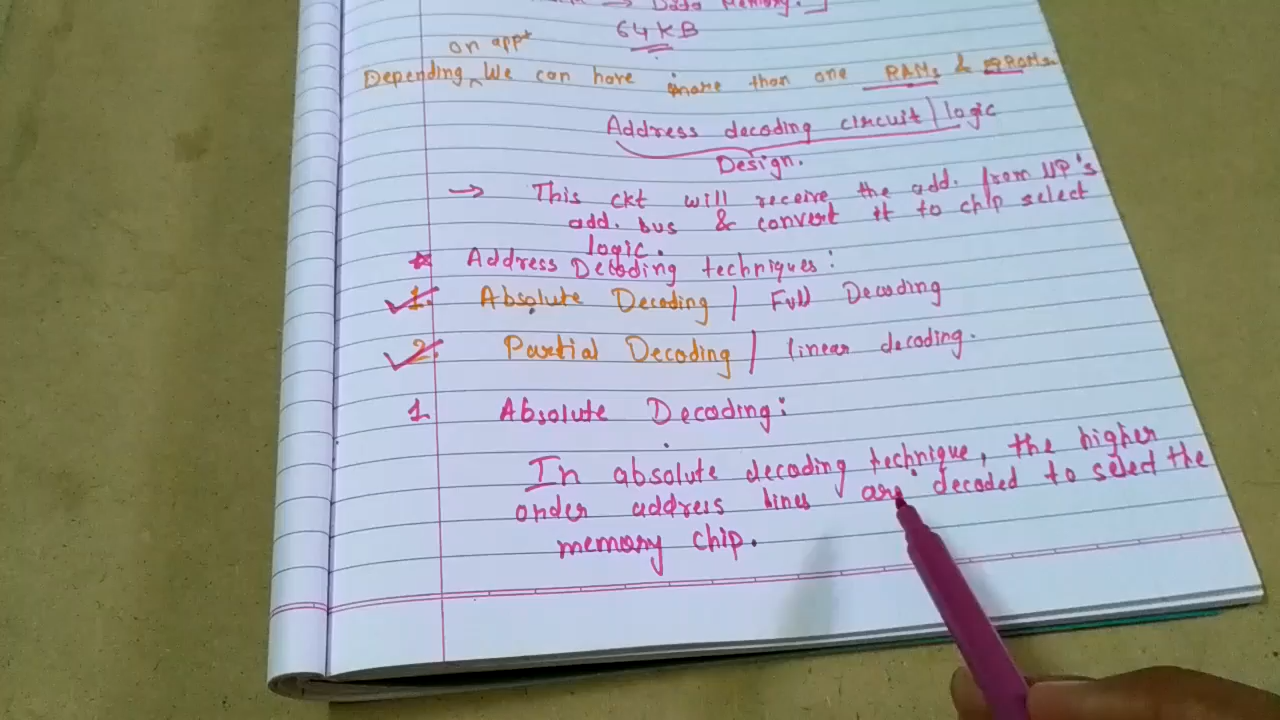 → Data Memory.
64 KB
on appⁿ
Depending ^ We can have more than one RAMs & EPROMs
Address decoding circuit | logic
Design.
→ This ckt will receive the add. from μP's
add. bus & convert it to chip select
logic.
* Address Decoding techniques:
1. Absolute Decoding | Full Decoding
2. Partial Decoding | linear decoding.
1. Absolute Decoding:
In absolute decoding technique, the higher
order address lines are decoded to select the
memory chip.